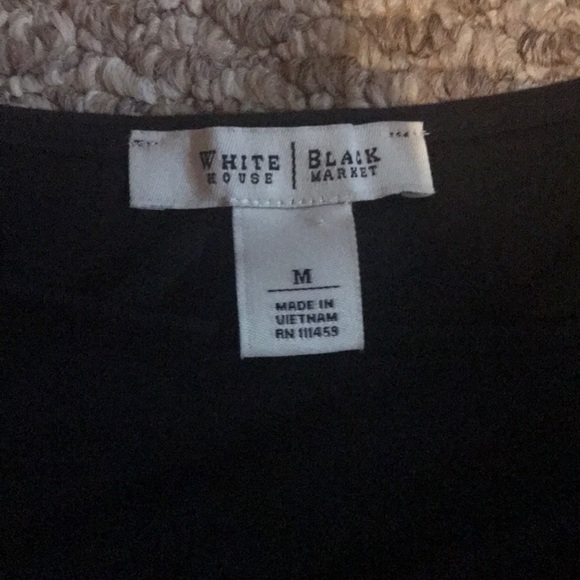 WHITE | BLACK
HOUSE | MARKET
M
MADE IN
VIETNAM
RN 111459